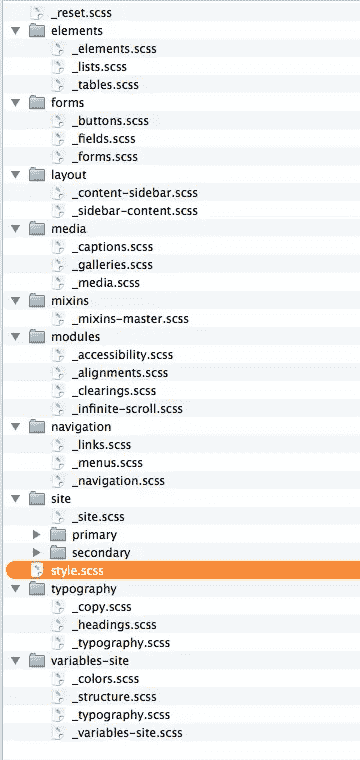 _reset.scss
elements
_elements.scss
_lists.scss
_tables.scss
forms
_buttons.scss
_fields.scss
_forms.scss
layout
_content-sidebar.scss
_sidebar-content.scss
media
_captions.scss
_galleries.scss
_media.scss
mixins
_mixins-master.scss
modules
_accessibility.scss
_alignments.scss
_clearings.scss
_infinite-scroll.scss
navigation
_links.scss
_menus.scss
_navigation.scss
site
_site.scss
primary
secondary
style.scss
typography
_copy.scss
_headings.scss
_typography.scss
variables-site
_colors.scss
_structure.scss
_typography.scss
_variables-site.scss